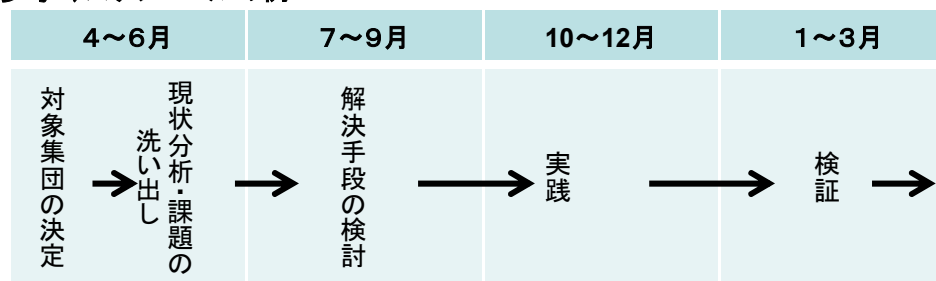 4～6月
7～9月
10～12月
1～3月
対象集団の決定
現状分析・課題の
洗い出し
解決手段の検討
実践
検証